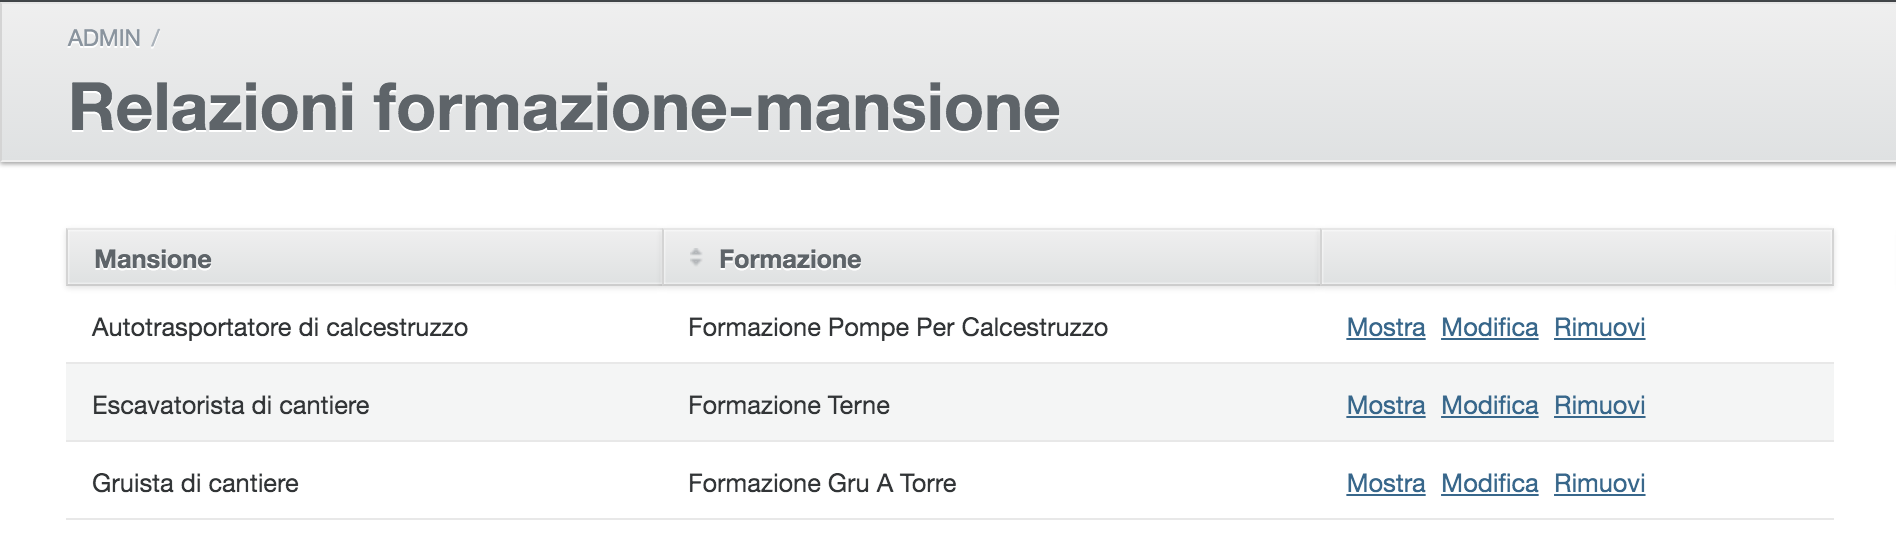 ADMIN /
Relazioni formazione-mansione
Mansione Formazione
Autotrasportatore di calcestruzzo Formazione Pompe Per Calcestruzzo Mostra Modifica Rimuovi
Escavatorista di cantiere Formazione Terne Mostra Modifica Rimuovi
Gruista di cantiere Formazione Gru A Torre Mostra Modifica Rimuovi